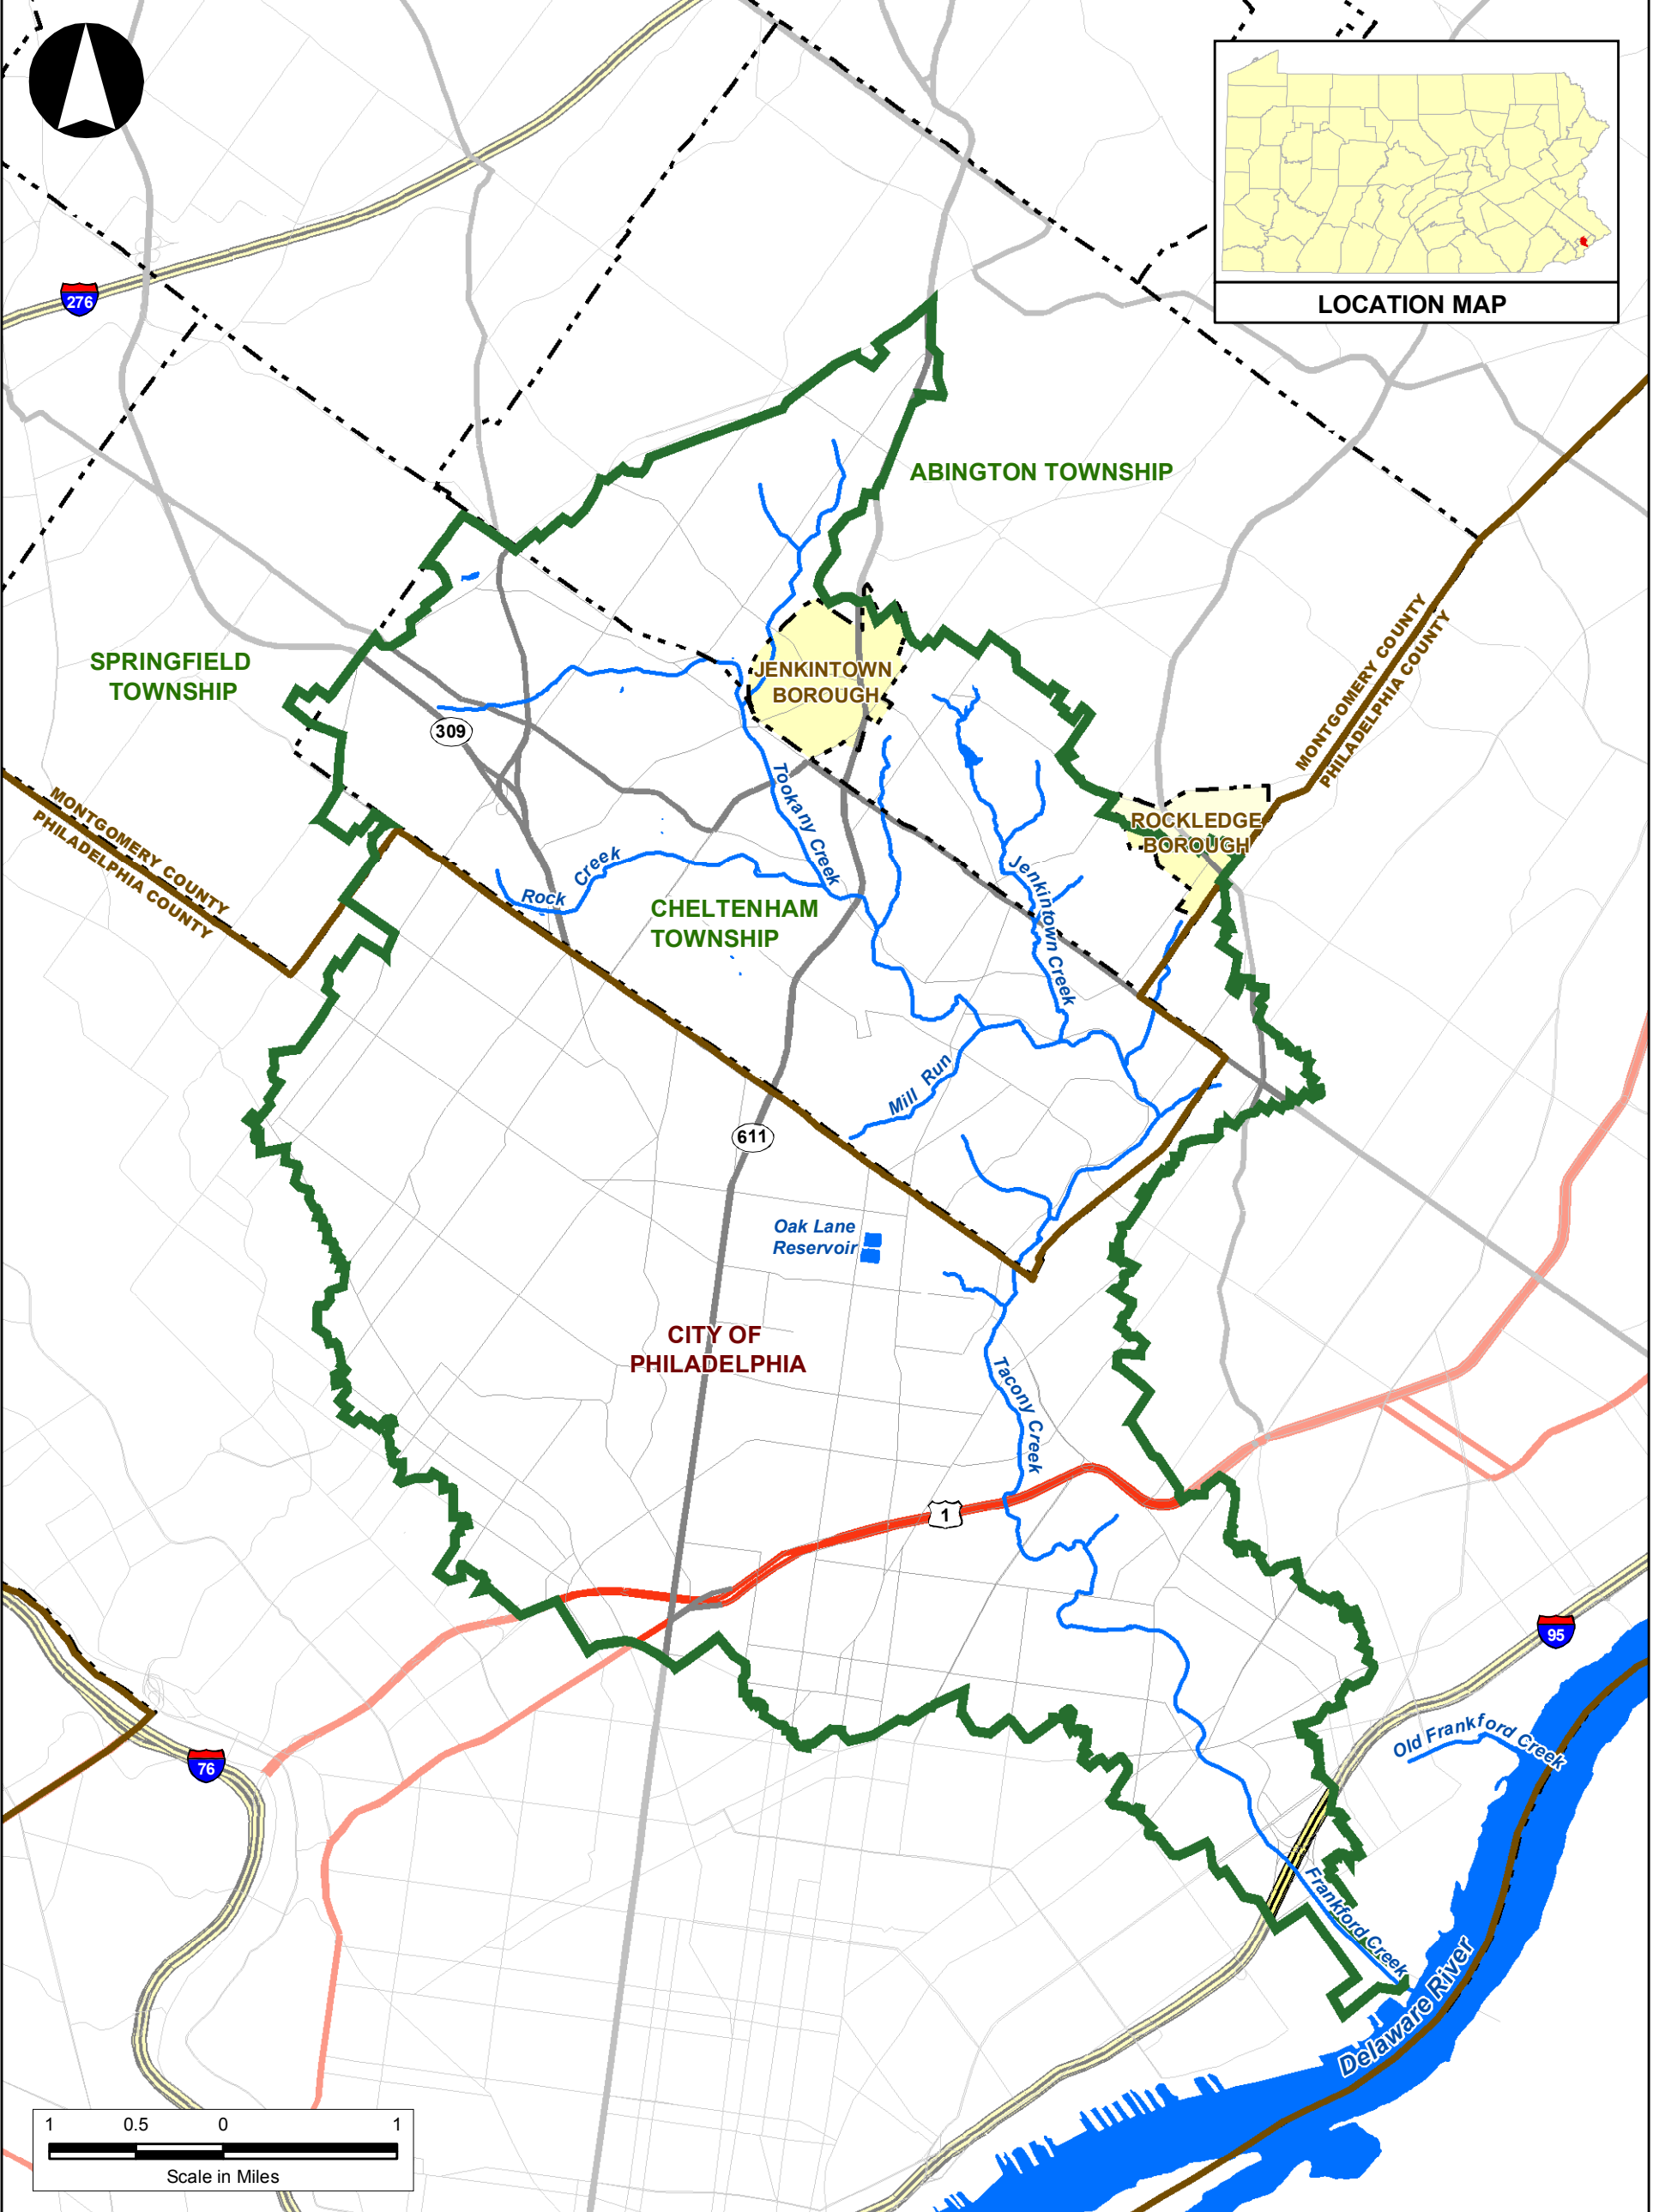 LOCATION MAP
276
ABINGTON TOWNSHIP
SPRINGFIELD
TOWNSHIP
JENKINTOWN
BOROUGH
309
MONTGOMERY COUNTY
PHILADELPHIA COUNTY
MONTGOMERY COUNTY
PHILADELPHIA COUNTY
Tookany Creek
ROCKLEDGE
BOROUGH
Rock Creek
Jenkintown Creek
CHELTENHAM
TOWNSHIP
Mill Run
611
Oak Lane
Reservoir
CITY OF
PHILADELPHIA
Tacony Creek
1
95
Old Frankford Creek
76
Frankford Creek
Delaware River
1 0.5 0 1
Scale in Miles